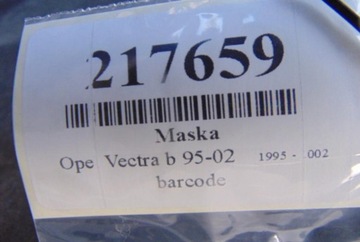 217659
Maska
Ope Vectra b 95-02 1995 - 002
barcode